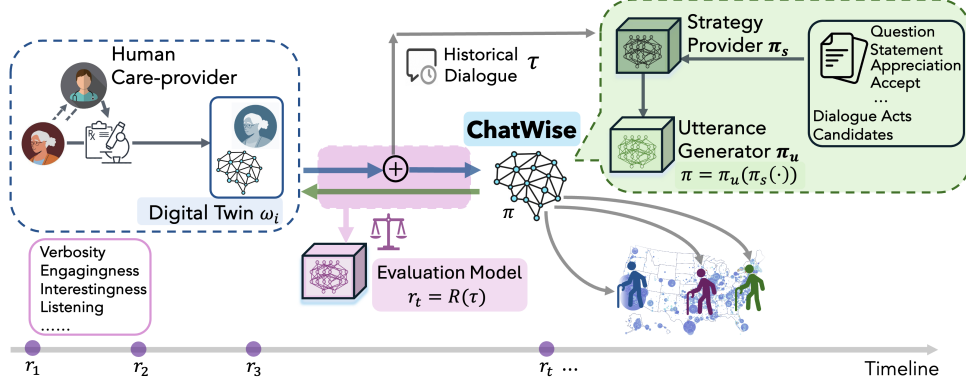 Human
Care-provider
Digital Twin ωᵢ
Historical
Dialogue τ
ChatWise
π
Strategy
Provider πₛ
Utterance
Generator πᵤ
π = πᵤ(πₛ(·))
Question
Statement
Appreciation
Accept
...
Dialogue Acts
Candidates
Verbosity
Engagingness
Interestingness
Listening
......
Evaluation Model
rₜ = R(τ)
r₁
r₂
r₃
rₜ ...
Timeline